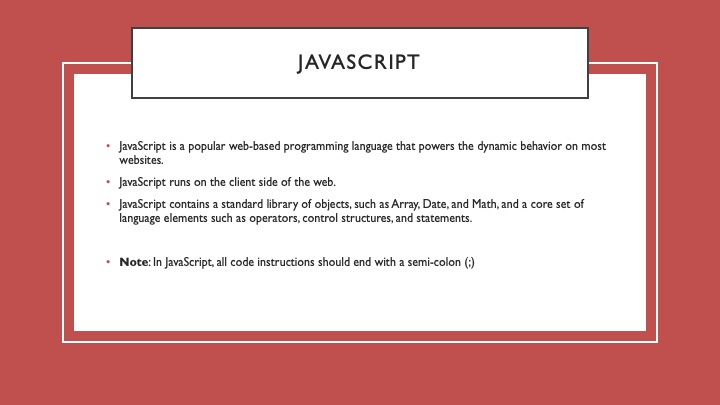 JAVASCRIPT
• JavaScript is a popular web-based programming language that powers the dynamic behavior on most
websites.
• JavaScript runs on the client side of the web.
• JavaScript contains a standard library of objects, such as Array, Date, and Math, and a core set of
language elements such as operators, control structures, and statements.
• Note: In JavaScript, all code instructions should end with a semi-colon (;)